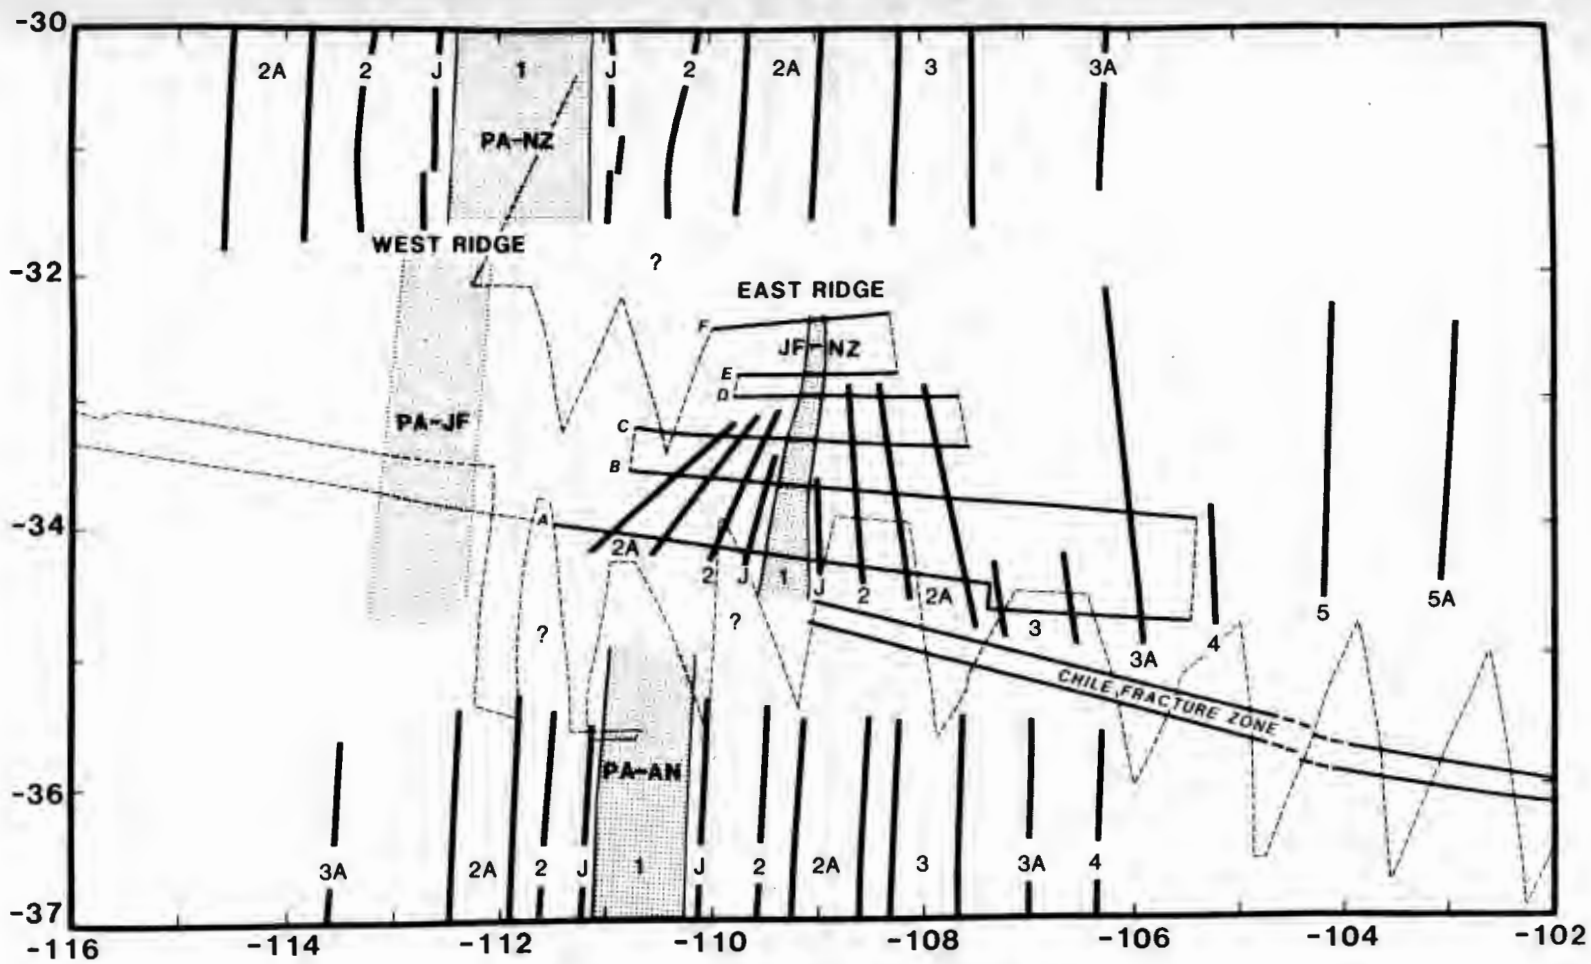 -30
2A 2 J 1 J 2 2A 3 3A
PA-NZ
WEST RIDGE
?
-32
EAST RIDGE
F
JF-NZ
E
D
PA-JF
C
B
-34
A
2A 2 J 1 J 2 2A 3 3A 4 5 5A
? ?
CHILE FRACTURE ZONE
PA-AN
-36
3A 2A 2 J 1 J 2 2A 3 3A 4
-37
-116 -114 -112 -110 -108 -106 -104 -102